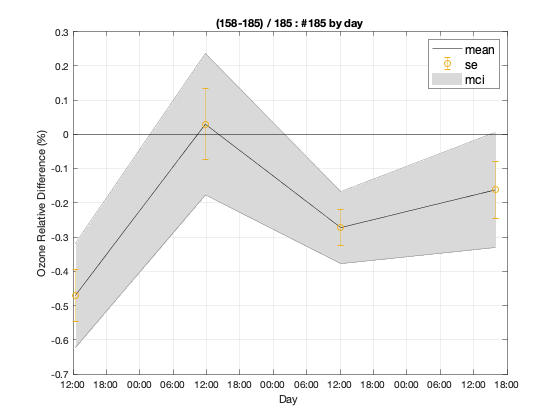 (158-185) / 185 : #185 by day
Ozone Relative Difference (%)
0.3
0.2
0.1
0
-0.1
-0.2
-0.3
-0.4
-0.5
-0.6
-0.7
mean
se
mci
12:00 18:00 00:00 06:00 12:00 18:00 00:00 06:00 12:00 18:00 00:00 06:00 12:00 18:00
Day